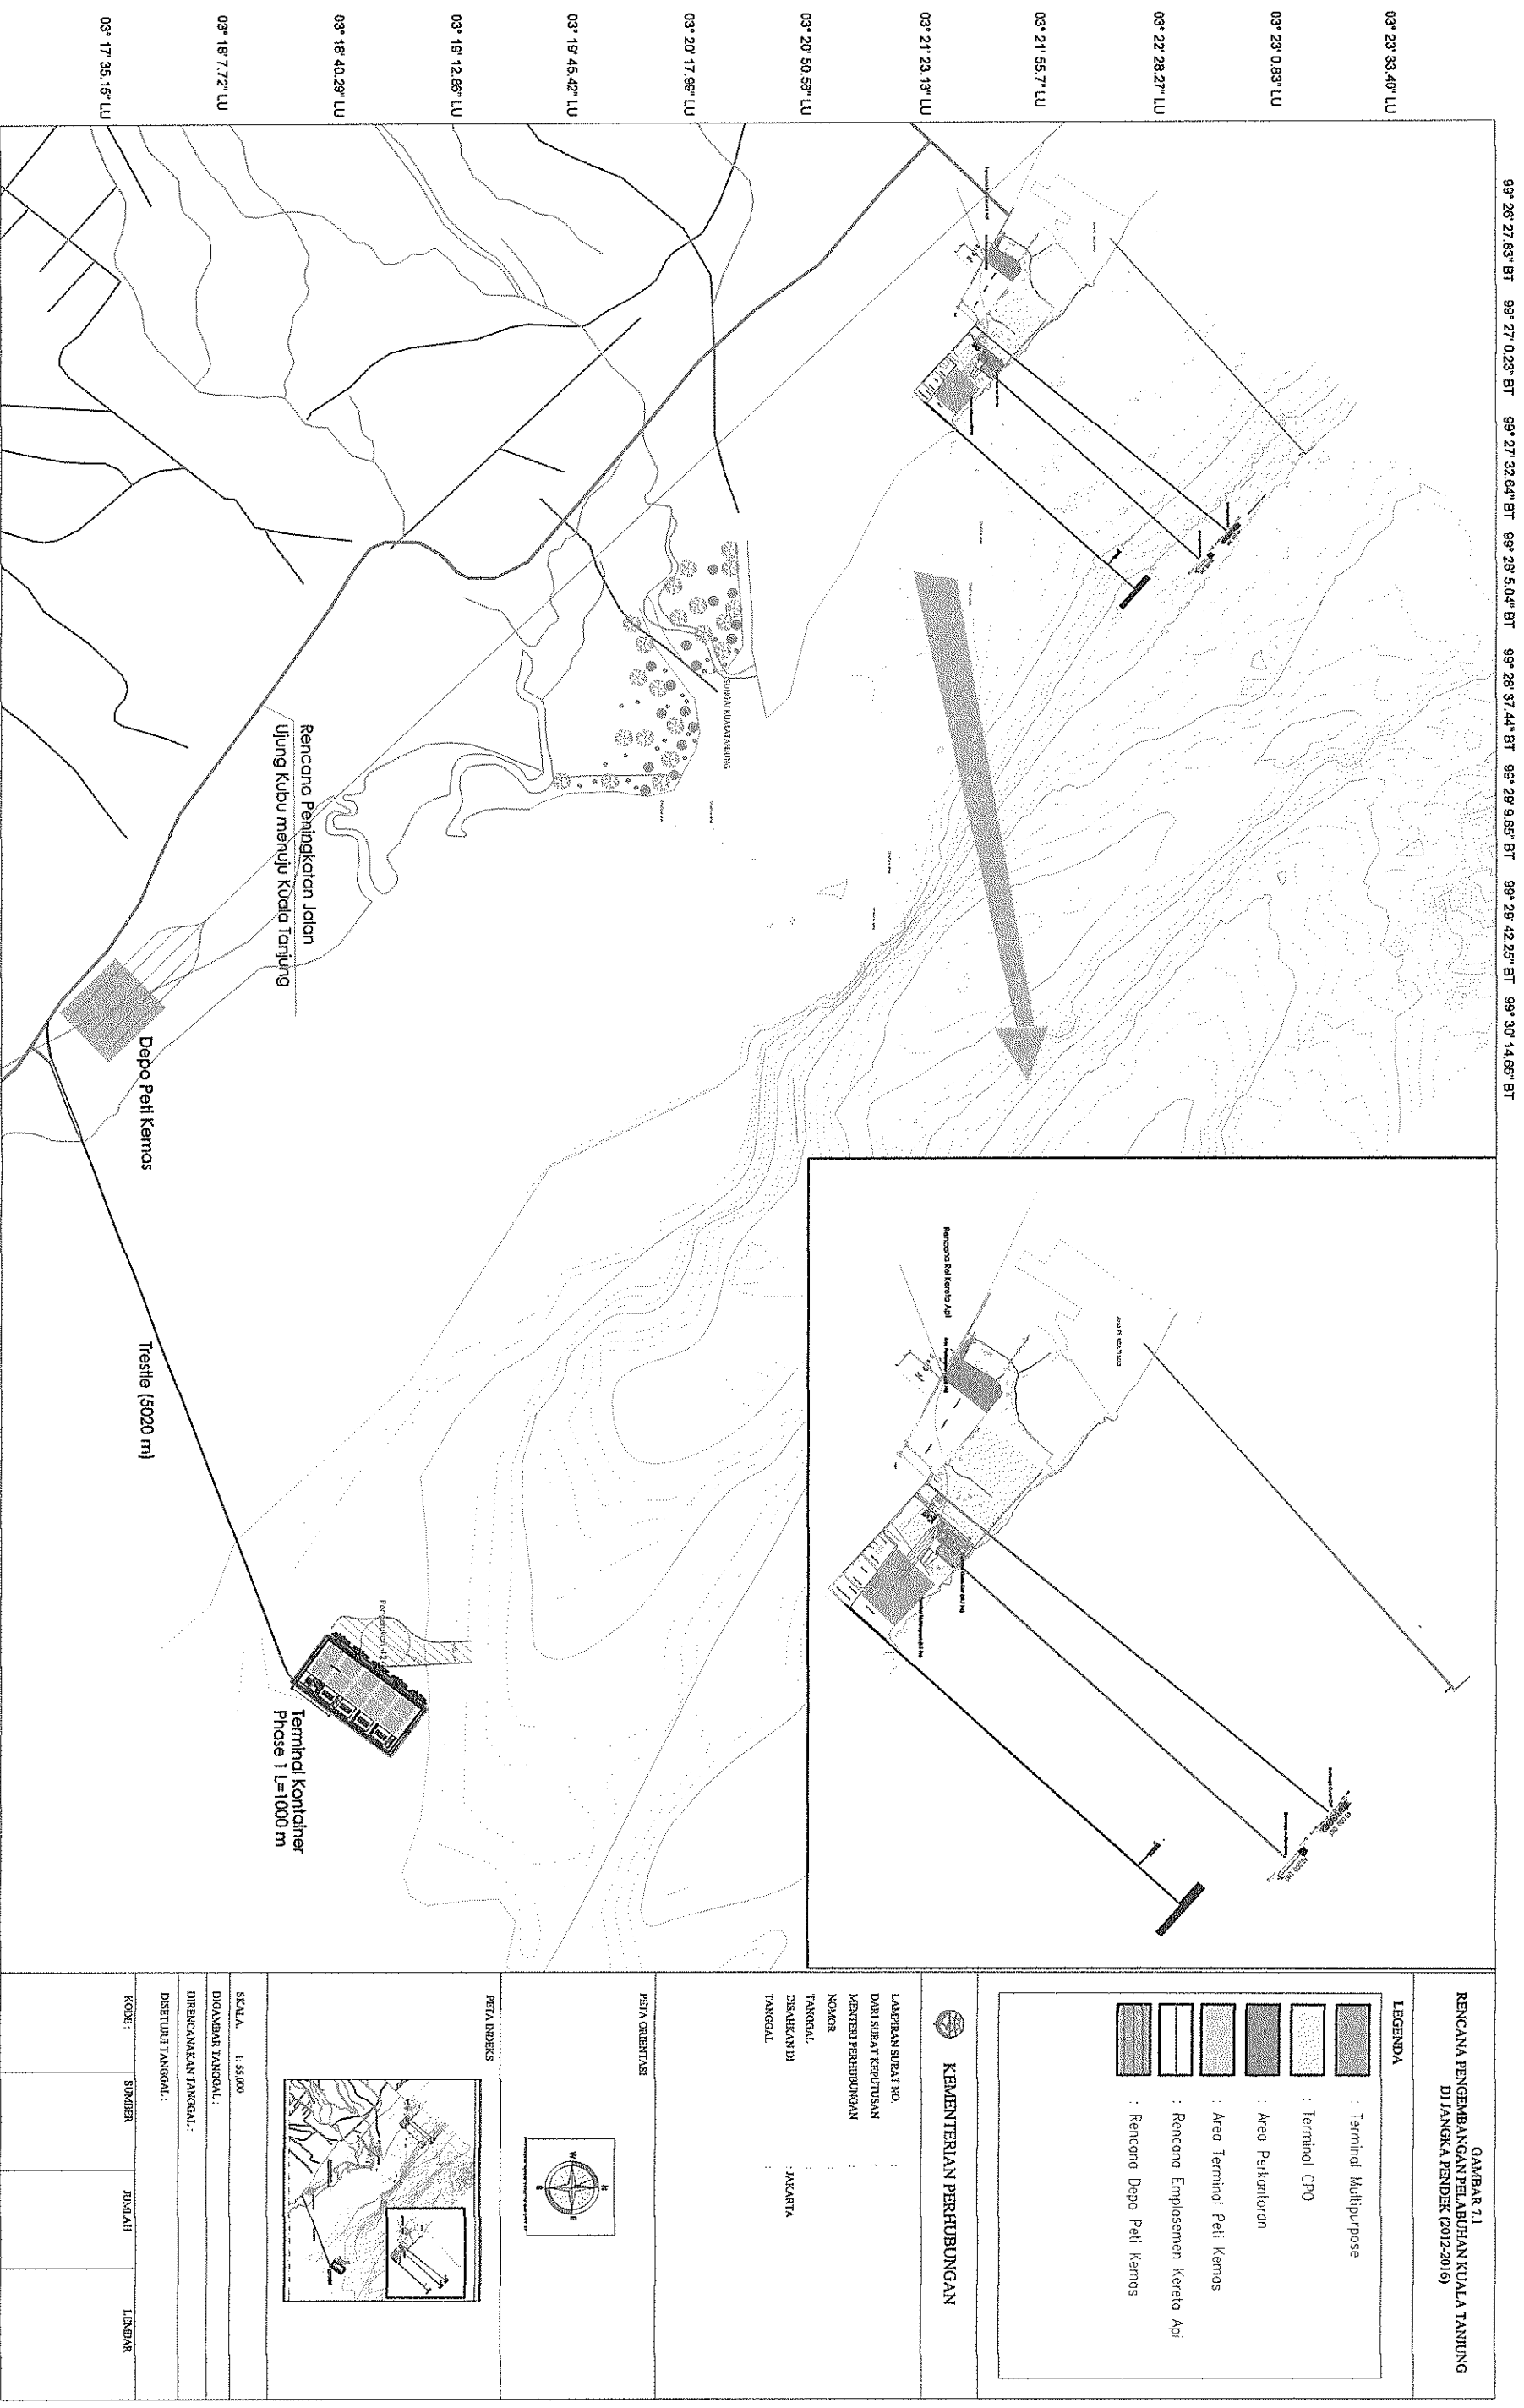 GAMBAR 7.1
RENCANA PENGEMBANGAN PELABUHAN KUALA TANJUNG
DI JANGKA PENDEK (2012-2016)
LEGENDA
: Terminal Multipurpose
: Terminal CPO
: Area Perkantoran
: Area Terminal Peti Kemas
: Rencana Emplasemen Kereta Api
: Rencana Depo Peti Kemas
KEMENTERIAN PERHUBUNGAN
LAMPIRAN SURAT NO. :
DARI SURAT KEPUTUSAN :
MENTERI PERHUBUNGAN :
NOMOR :
TANGGAL :
DISAHKAN DI : JAKARTA
TANGGAL :
PETA ORIENTASI
N
W
E
S
PETA INDEKS
SKALA. 1: 55,000
DIGAMBAR TANGGAL :
DIRENCANAKAN TANGGAL :
DISETUJUI TANGGAL :
KODE :
SUMBER
JUMLAH
LEMBAR
99° 26' 27.83" BT
99° 27' 0.23" BT
99° 27' 32.64" BT
99° 28' 5.04" BT
99° 28' 37.44" BT
99° 29' 9.85" BT
99° 29' 42.25" BT
99° 30' 14.66" BT
03° 23' 33.40" LU
03° 23' 0.83" LU
03° 22' 28.27" LU
03° 21' 55.7" LU
03° 21' 23.13" LU
03° 20' 50.56" LU
03° 20' 17.99" LU
03° 19' 45.42" LU
03° 19' 12.86" LU
03° 18' 40.29" LU
03° 18' 7.72" LU
03° 17' 35.15" LU
Rencana Rel Kereta Api
SUNGAI KUALA TANJUNG
Rencana Peningkatan Jalan
Ujung Kubu menuju Kuala Tanjung
Depo Peti Kemas
Trestle (5020 m)
Terminal Kontainer
Phase 1 L=1000 m